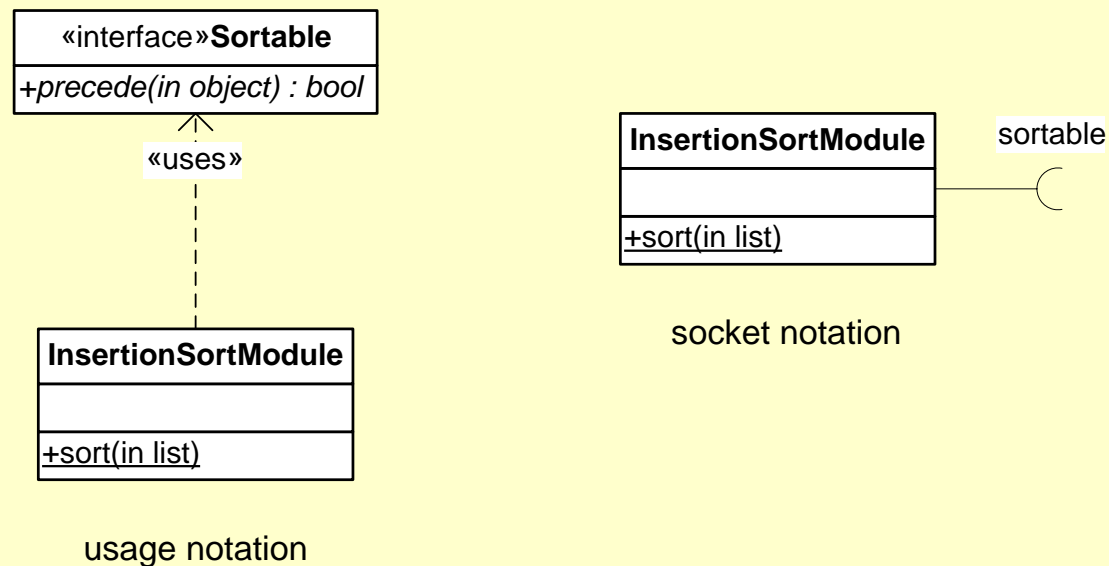 «interface»Sortable
+precede(in object) : bool
«uses»
InsertionSortModule
+sort(in list)
usage notation
InsertionSortModule
+sort(in list)
sortable
socket notation